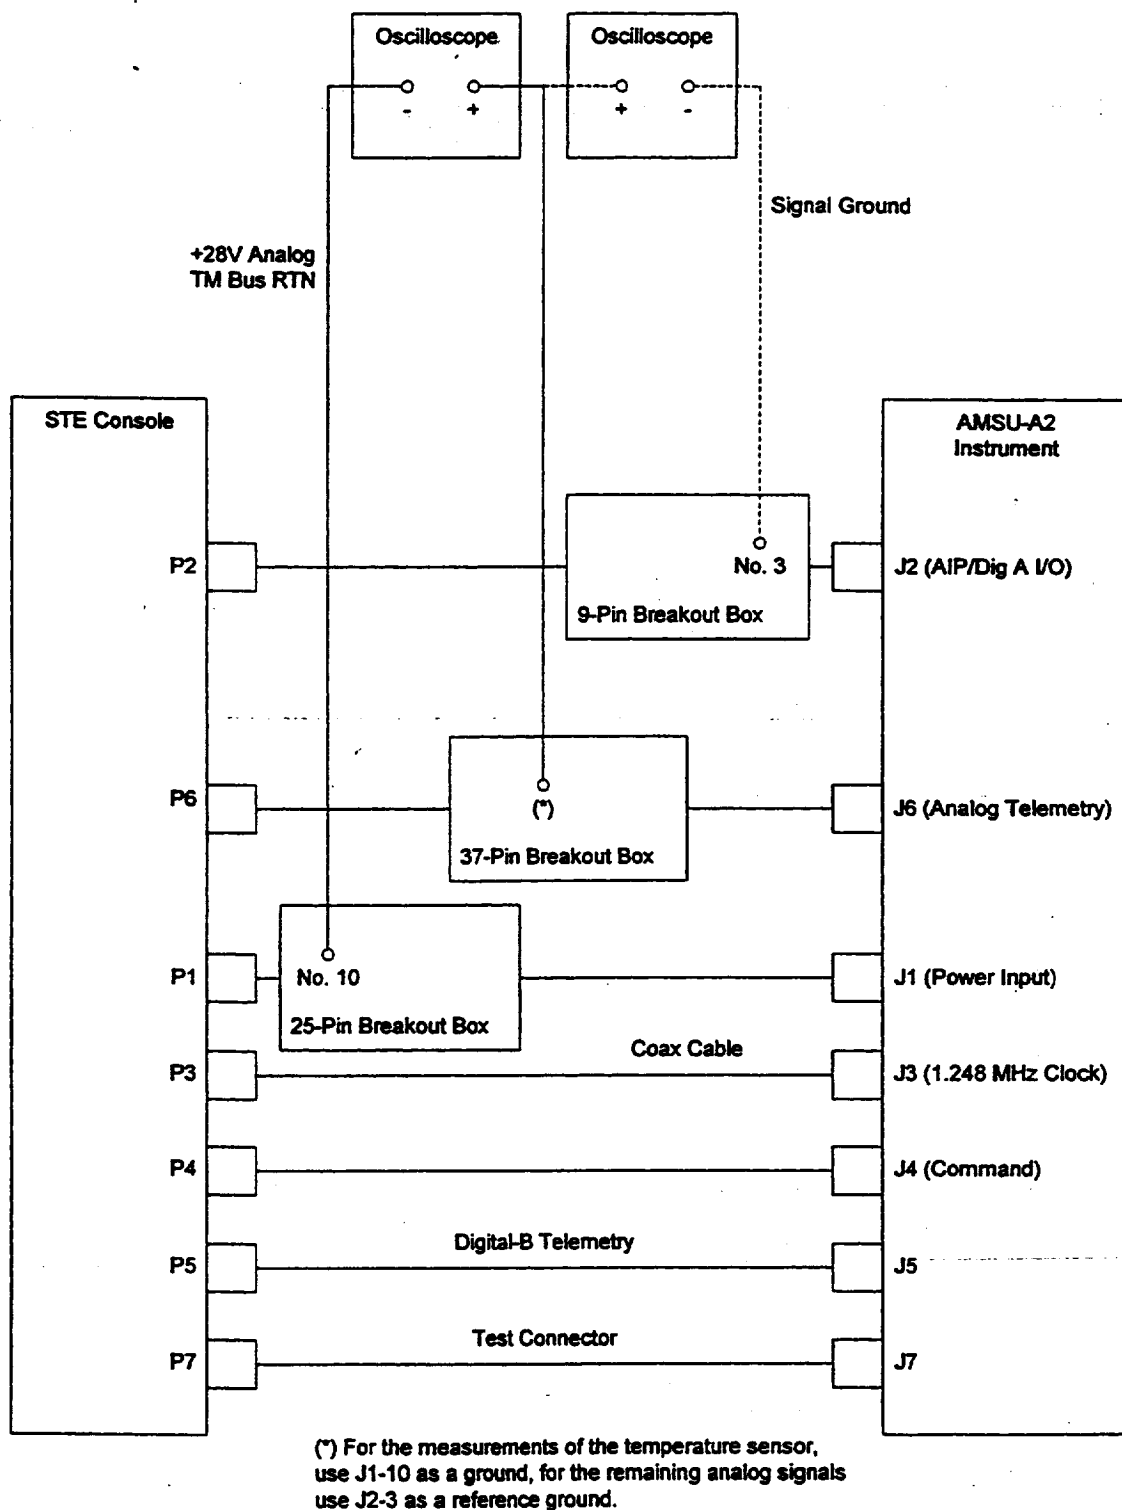 Oscilloscope
Oscilloscope
- +
+ -
Signal Ground
+28V Analog
TM Bus RTN
STE Console
AMSU-A2
Instrument
P2
No. 3
J2 (AIP/Dig A I/O)
9-Pin Breakout Box
P6
(*)
J6 (Analog Telemetry)
37-Pin Breakout Box
P1
No. 10
J1 (Power Input)
25-Pin Breakout Box
Coax Cable
P3
J3 (1.248 MHz Clock)
P4
J4 (Command)
Digital-B Telemetry
P5
J5
Test Connector
P7
J7
(*) For the measurements of the temperature sensor,
use J1-10 as a ground, for the remaining analog signals
use J2-3 as a reference ground.